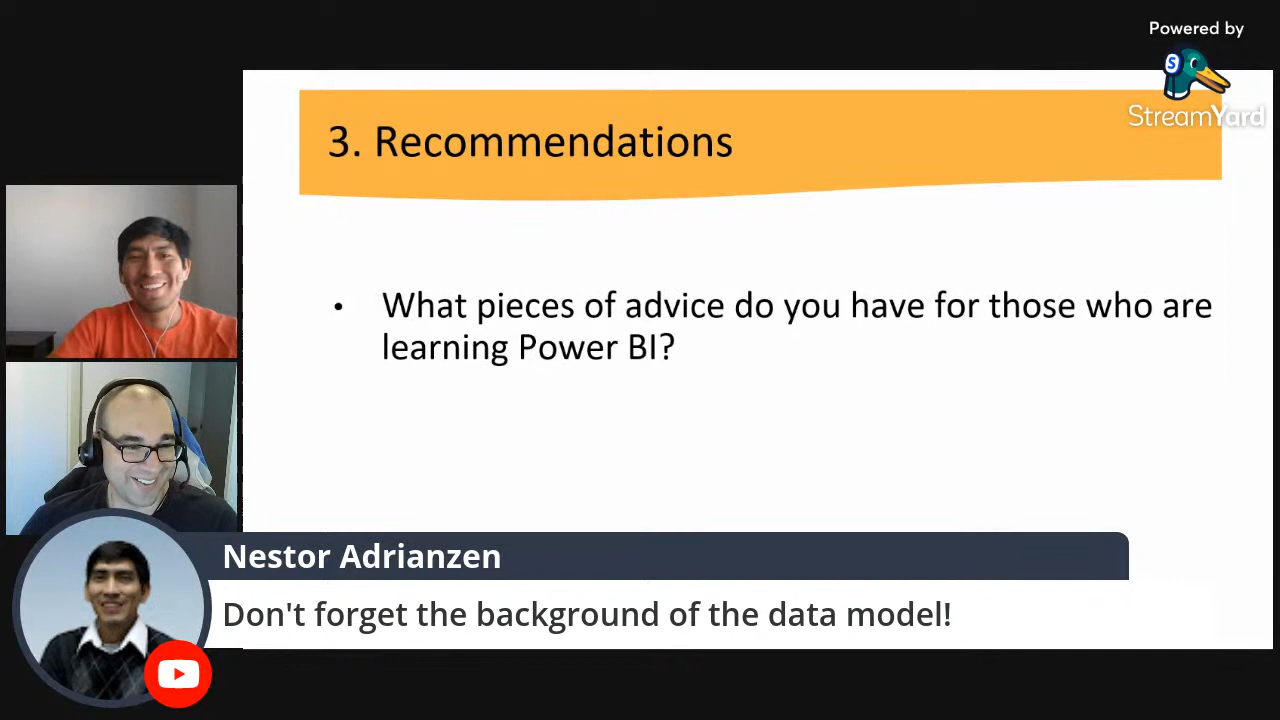 Powered by
StreamYard
3. Recommendations
• What pieces of advice do you have for those who are
learning Power BI?
Nestor Adrianzen
Don't forget the background of the data model!